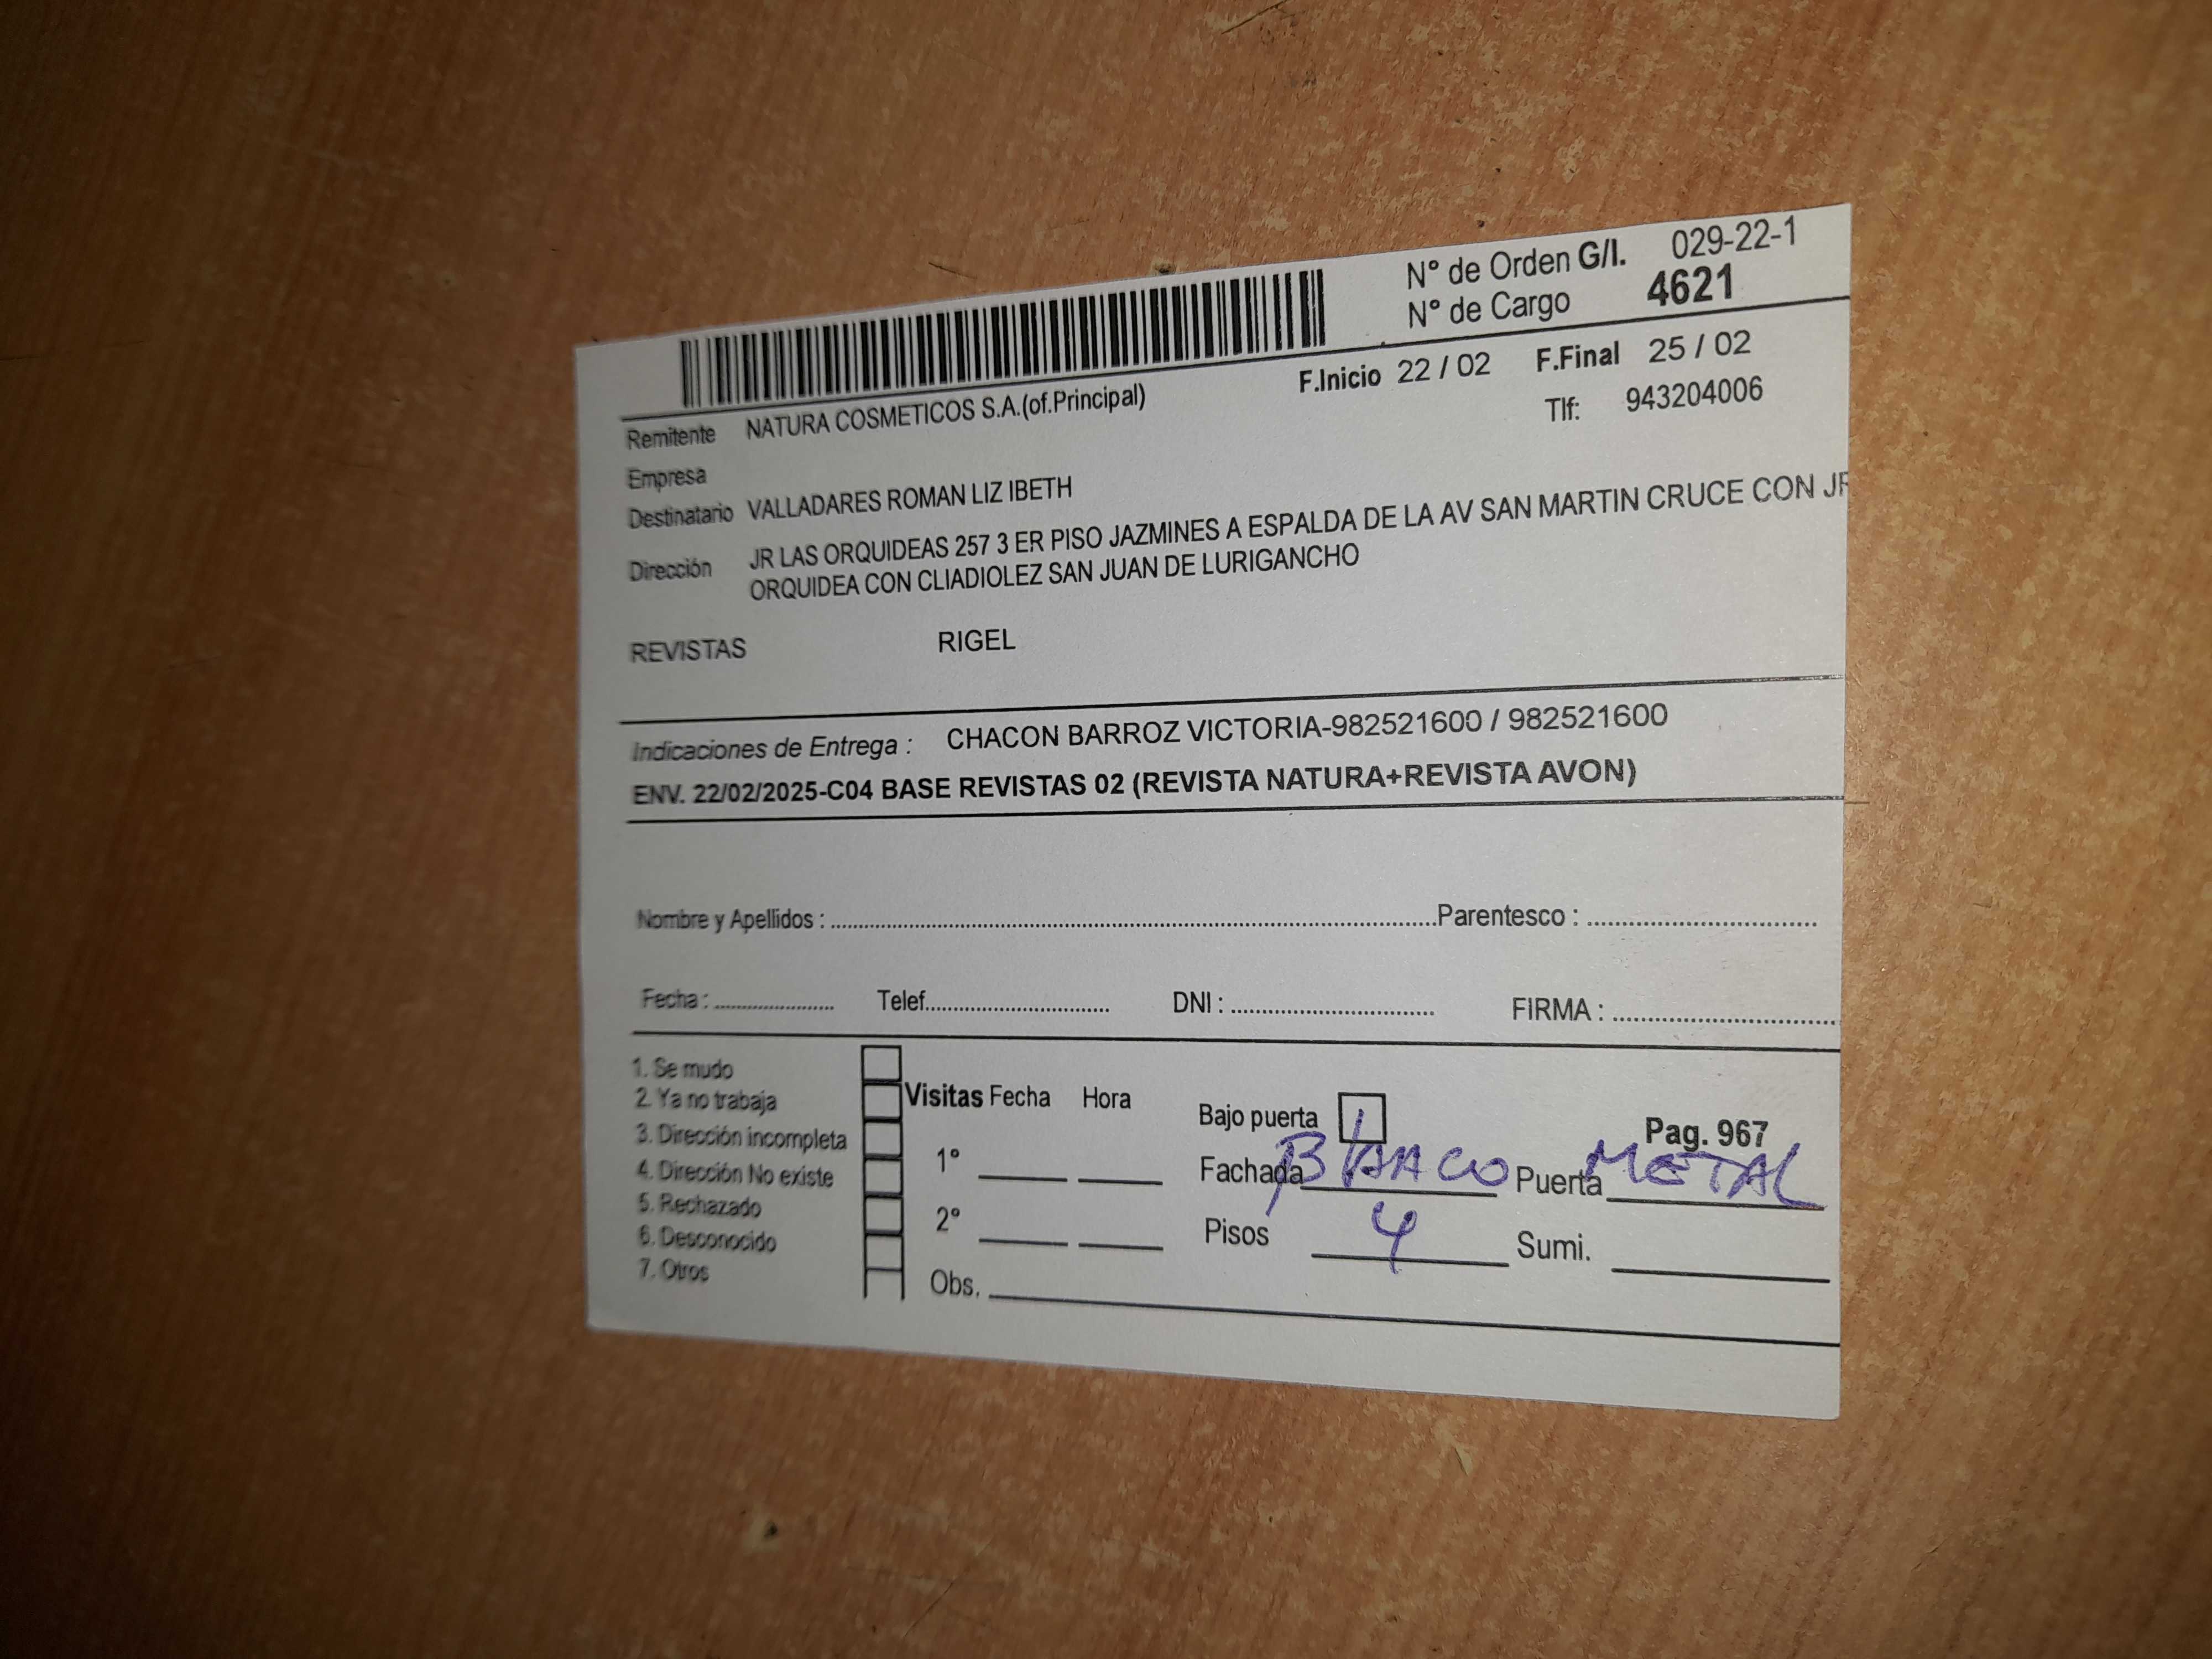 N° de Orden G/I. 029-22-1
N° de Cargo 4621
F.Inicio 22 / 02 F.Final 25 / 02
Remitente NATURA COSMETICOS S.A.(of.Principal) Tlf: 943204006
Empresa
Destinatario VALLADARES ROMAN LIZ IBETH
Dirección JR LAS ORQUIDEAS 257 3 ER PISO JAZMINES A ESPALDA DE LA AV SAN MARTIN CRUCE CON JR
ORQUIDEA CON CLIADIOLEZ SAN JUAN DE LURIGANCHO
REVISTAS RIGEL
Indicaciones de Entrega : CHACON BARROZ VICTORIA-982521600 / 982521600
ENV. 22/02/2025-C04 BASE REVISTAS 02 (REVISTA NATURA+REVISTA AVON)
Nombre y Apellidos : Parentesco :
Fecha : Telef. DNI : FIRMA :
1. Se mudo
2. Ya no trabaja
3. Dirección incompleta
4. Dirección No existe
5. Rechazado
6. Desconocido
7. Otros
Visitas Fecha Hora
1°
2°
Obs.
Bajo puerta Pag. 967
Fachada BlAACO Puerta METAL
Pisos 4 Sumi.